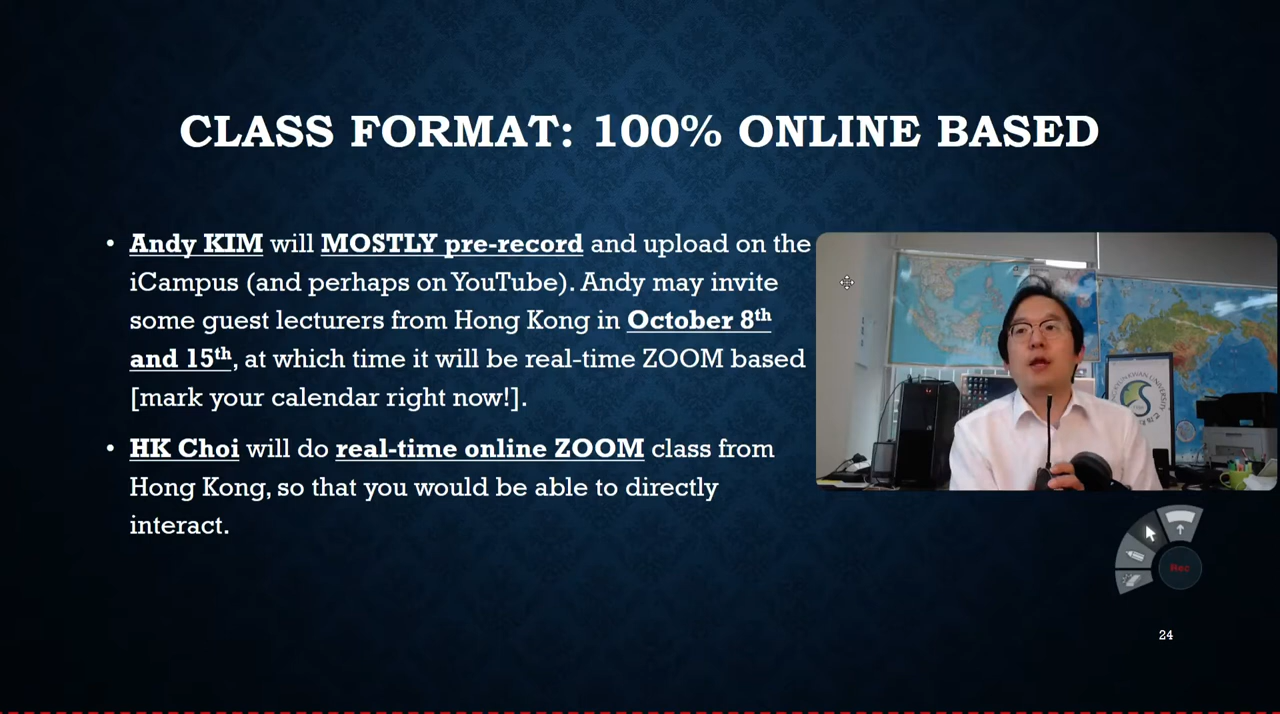 CLASS FORMAT: 100% ONLINE BASED
• Andy KIM will MOSTLY pre-record and upload on the
iCampus (and perhaps on YouTube). Andy may invite
some guest lecturers from Hong Kong in October 8th
and 15th, at which time it will be real-time ZOOM based
[mark your calendar right now!].
• HK Choi will do real-time online ZOOM class from
Hong Kong, so that you would be able to directly
interact.
Rec
24